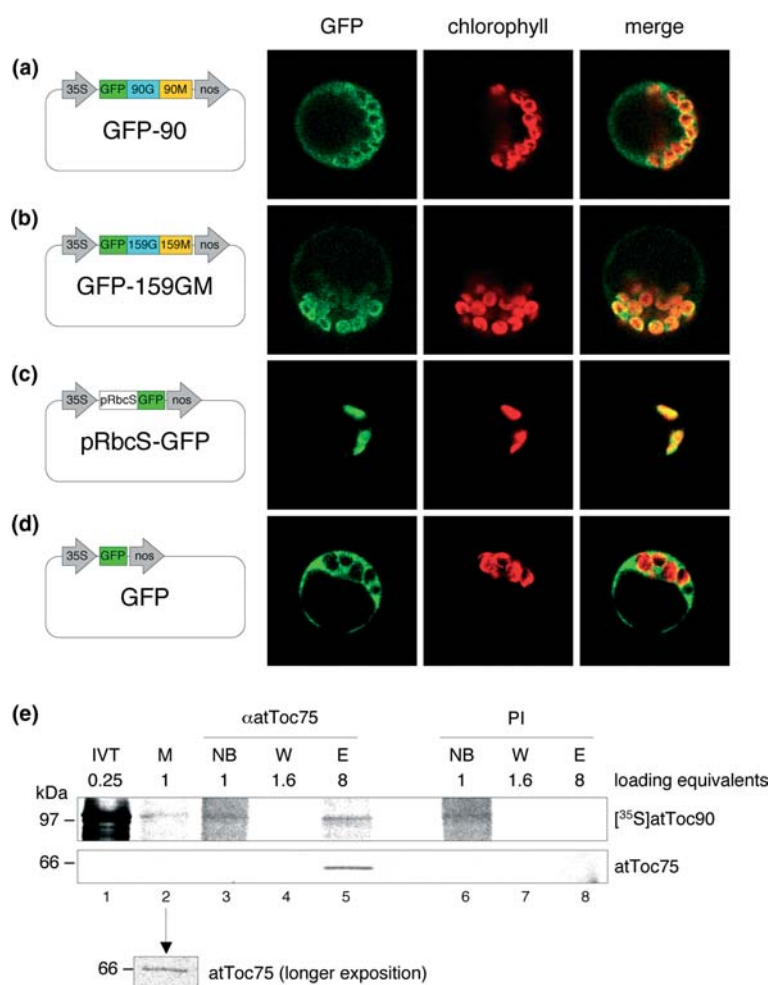 GFP chlorophyll merge
(a)
35S GFP 90G 90M nos
GFP-90
(b)
35S GFP 159G 159M nos
GFP-159GM
(c)
35S pRbcS GFP nos
pRbcS-GFP
(d)
35S GFP nos
GFP
(e)
αatToc75 PI
IVT M NB W E NB W E
0.25 1 1 1.6 8 1 1.6 8 loading equivalents
kDa
97 [³⁵S]atToc90
66 atToc75
1 2 3 4 5 6 7 8
66 atToc75 (longer exposition)